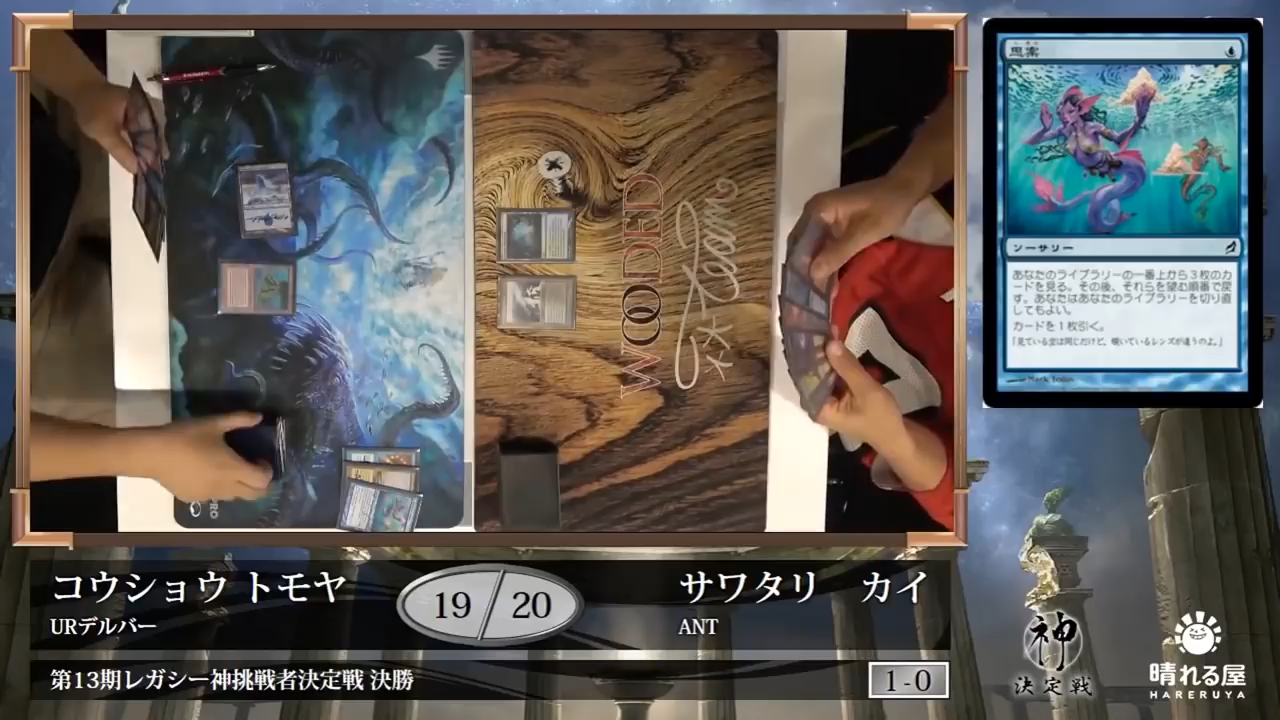 思索
ソーサリー
あなたのライブラリーの一番上から3枚のカ
ードを見る。その後、それらを望む順番で戻
す。あなたはあなたのライブラリーを切り直
してもよい。
カードを1枚引く。
「見ている空は同じだけど、覗いているレンズが違うのよ。」
WOODED
コウショウ トモヤ
URデルバー
19/20
サワタリ カイ
ANT
第13期レガシー神挑戦者決定戦 決勝
1-0
神
決定戦
晴れる屋
HARERUYA